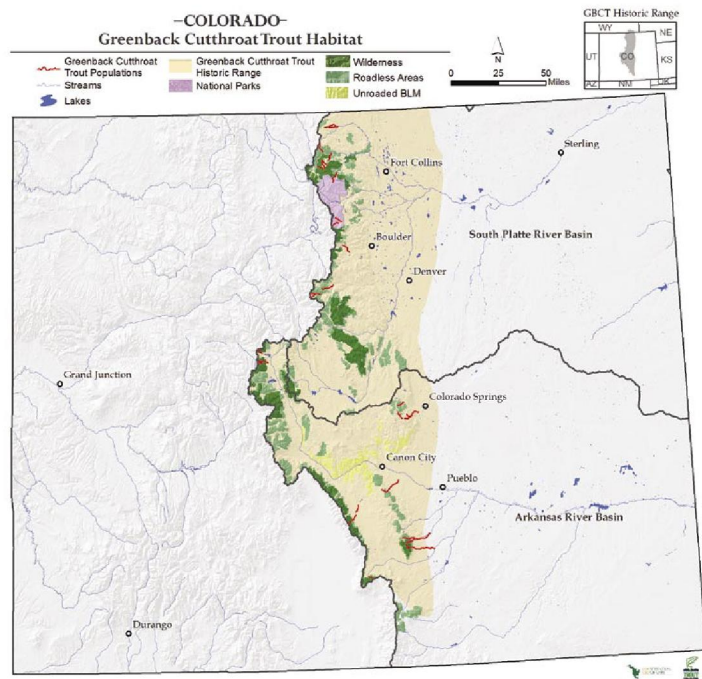 –COLORADO–
Greenback Cutthroat Trout Habitat
Greenback Cutthroat
Trout Populations
Streams
Lakes
Greenback Cutthroat Trout
Historic Range
National Parks
Wilderness
Roadless Areas
Unroaded BLM
N
0 25 50
Miles
GBCT Historic Range
WY
NE
UT
CO
KS
AZ
NM
OK
Sterling
Fort Collins
South Platte River Basin
Boulder
Denver
Grand Junction
Colorado Springs
Canon City
Pueblo
Arkansas River Basin
Durango
TROUT